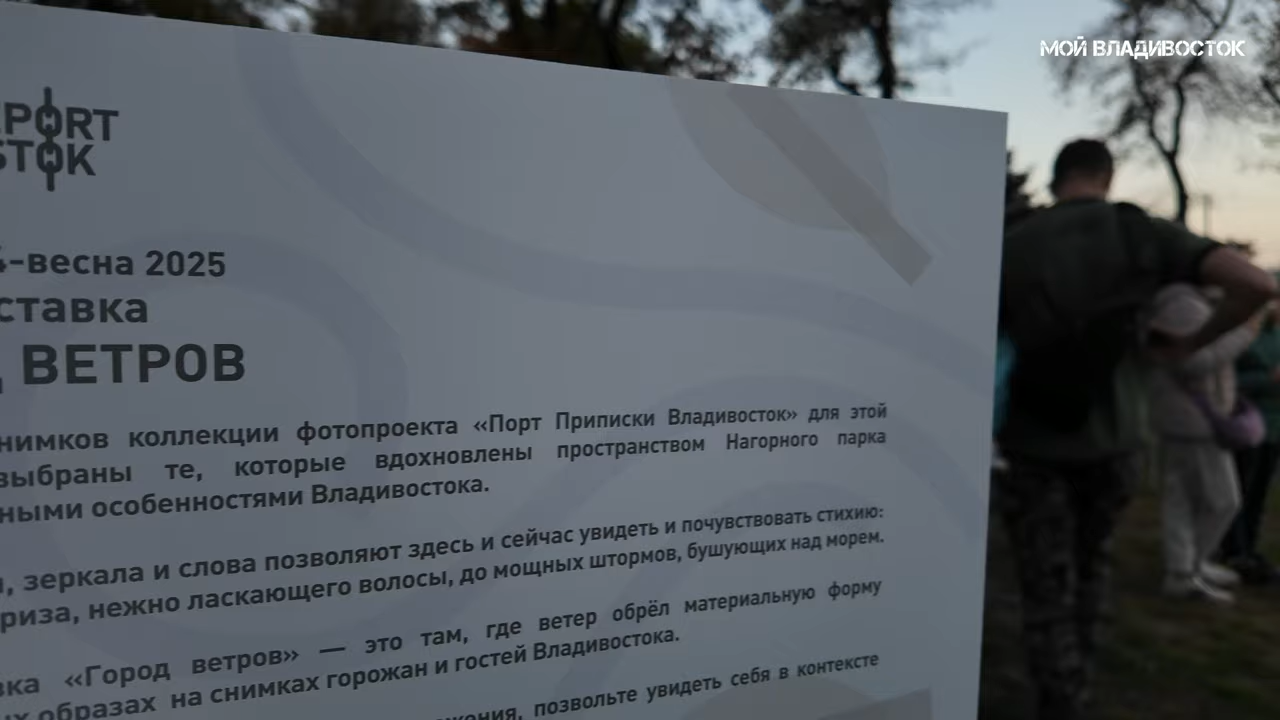 МОЙ ВЛАДИВОСТОК
PORT
STOK
4-весна 2025
ставка
ВЕТРОВ
нимков коллекции фотопроекта «Порт Приписки Владивосток» для этой
выбраны те, которые вдохновлены пространством Нагорного парка
ными особенностями Владивостока.
, зеркала и слова позволяют здесь и сейчас увидеть и почувствовать стихию:
риза, нежно ласкающего волосы, до мощных штормов, бушующих над морем.
вка «Город ветров» — это там, где ветер обрёл материальную форму
ых образах на снимках горожан и гостей Владивостока.
жения, позвольте увидеть себя в контексте